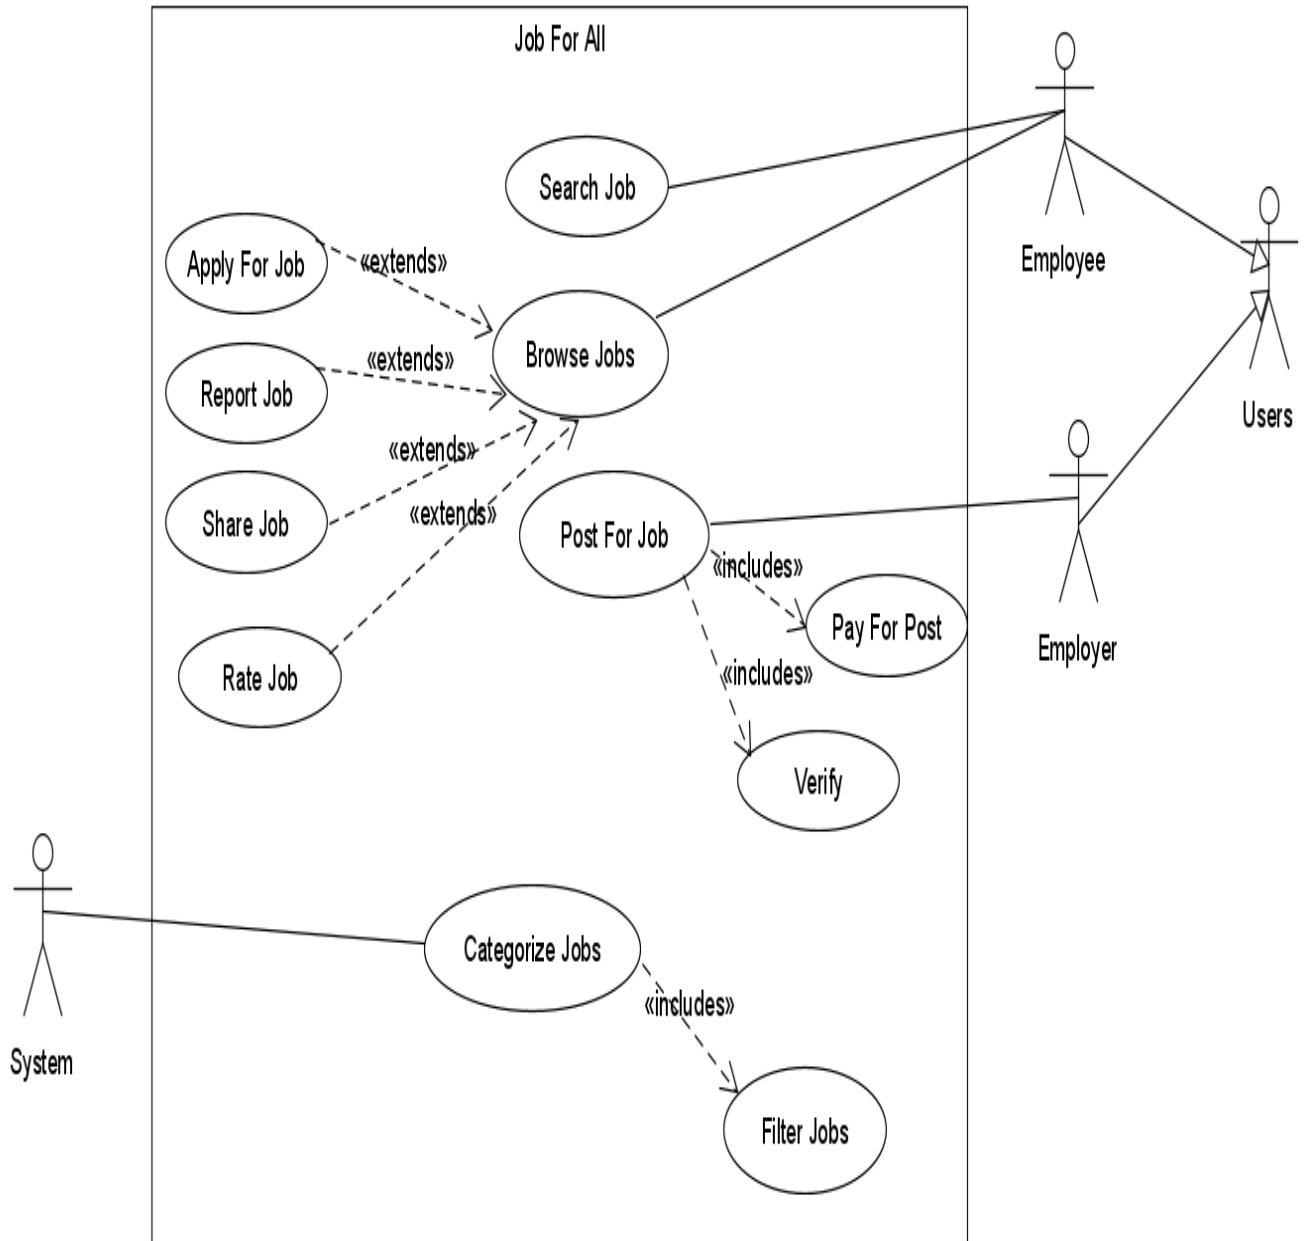 Job For All
Search Job
Apply For Job
«extends»
Employee
Browse Jobs
«extends»
Report Job
Users
«extends»
«extends»
Share Job
Post For Job
«includes»
Pay For Post
Employer
Rate Job
«includes»
Verify
Categorize Jobs
«includes»
System
Filter Jobs